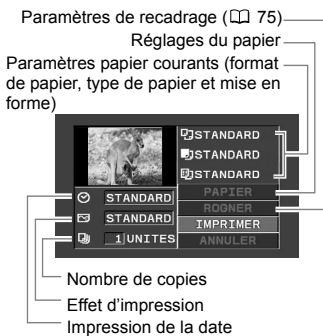 Paramètres de recadrage (📖 75)
Réglages du papier
Paramètres papier courants (format
de papier, type de papier et mise en
forme)
STANDARD
STANDARD
STANDARD
PAPIER
STANDARD
ROGNER
STANDARD
IMPRIMER
1 UNITES
ANNULER
Nombre de copies
Effet d'impression
Impression de la date